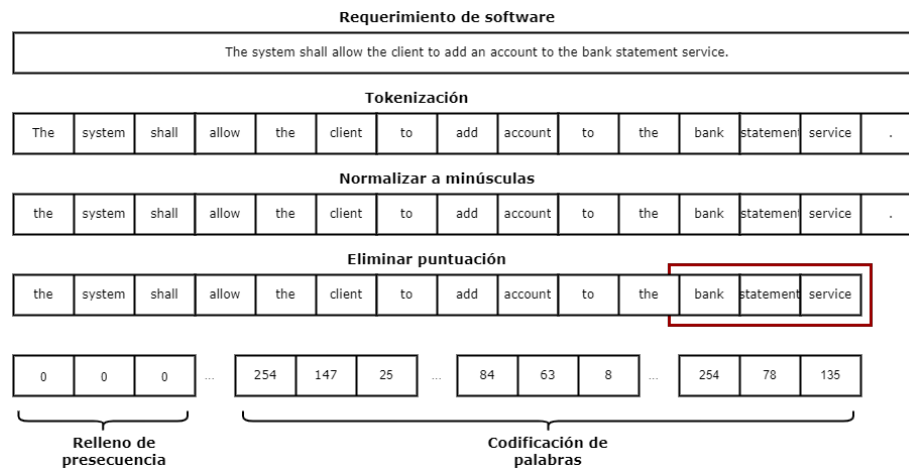 Requerimiento de software
The system shall allow the client to add an account to the bank statement service.
Tokenización
The system shall allow the client to add account to the bank statement service .
Normalizar a minúsculas
the system shall allow the client to add account to the bank statement service .
Eliminar puntuación
the system shall allow the client to add account to the bank statement service
0 0 0 ... 254 147 25 ... 84 63 8 ... 254 78 135
Relleno de presecuencia
Codificación de palabras